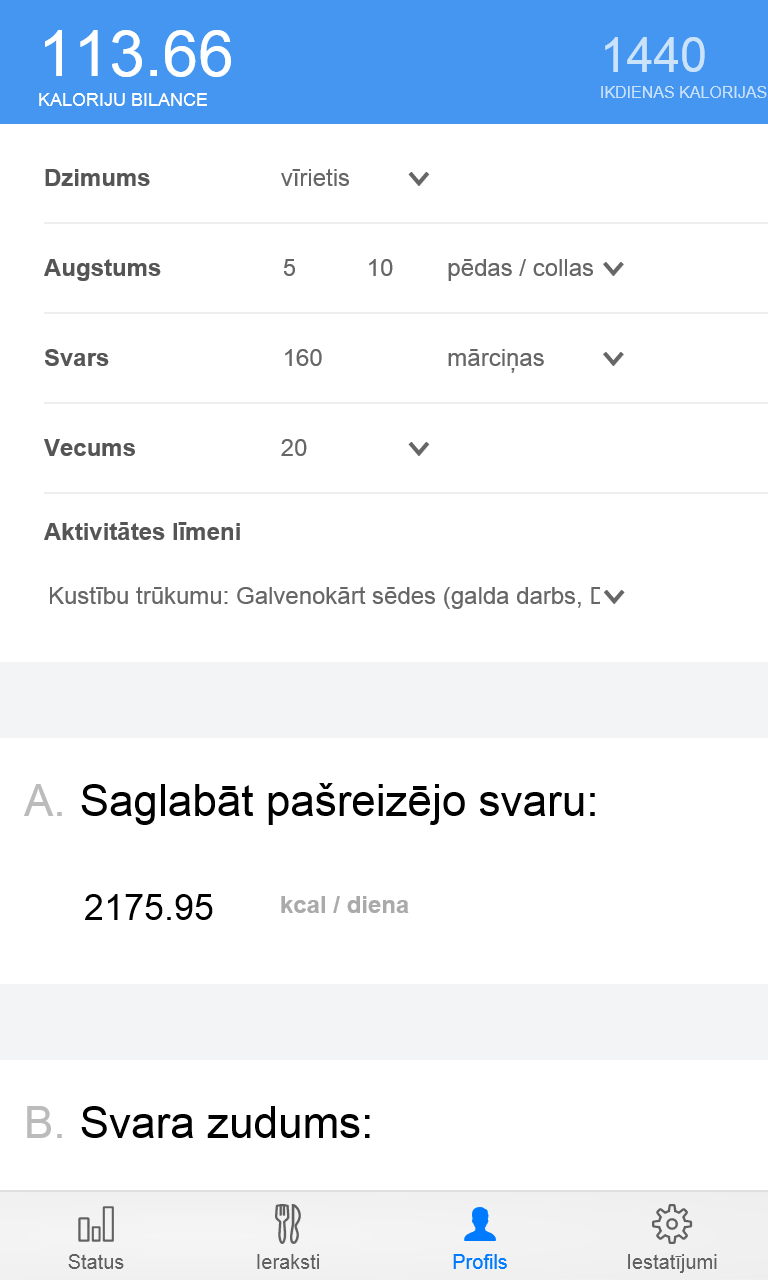 113.66
1440
KALORIJU BILANCE
IKDIENAS KALORIJAS
Dzimums vīrietis
Augstums 5 10 pēdas / collas
Svars 160 mārciņas
Vecums 20
Aktivitātes līmeni
Kustību trūkumu: Galvenokārt sēdes (galda darbs,
A. Saglabāt pašreizējo svaru:
2175.95 kcal / diena
B. Svara zudums:
Status Ieraksti Profils Iestatījumi